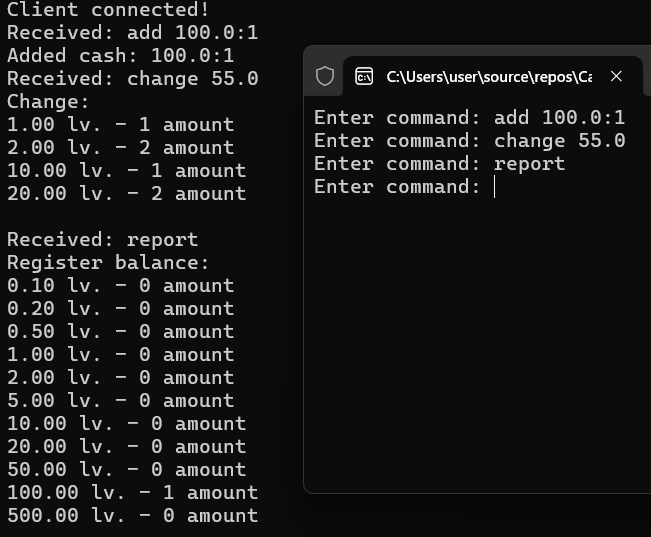 Client connected!
Received: add 100.0:1
Added cash: 100.0:1
Received: change 55.0
Change:
1.00 lv. - 1 amount
2.00 lv. - 2 amount
10.00 lv. - 1 amount
20.00 lv. - 2 amount
Received: report
Register balance:
0.10 lv. - 0 amount
0.20 lv. - 0 amount
0.50 lv. - 0 amount
1.00 lv. - 0 amount
2.00 lv. - 0 amount
5.00 lv. - 0 amount
10.00 lv. - 0 amount
20.00 lv. - 0 amount
50.00 lv. - 0 amount
100.00 lv. - 1 amount
500.00 lv. - 0 amount
C:\Users\user\source\repos\Ca
Enter command: add 100.0:1
Enter command: change 55.0
Enter command: report
Enter command: